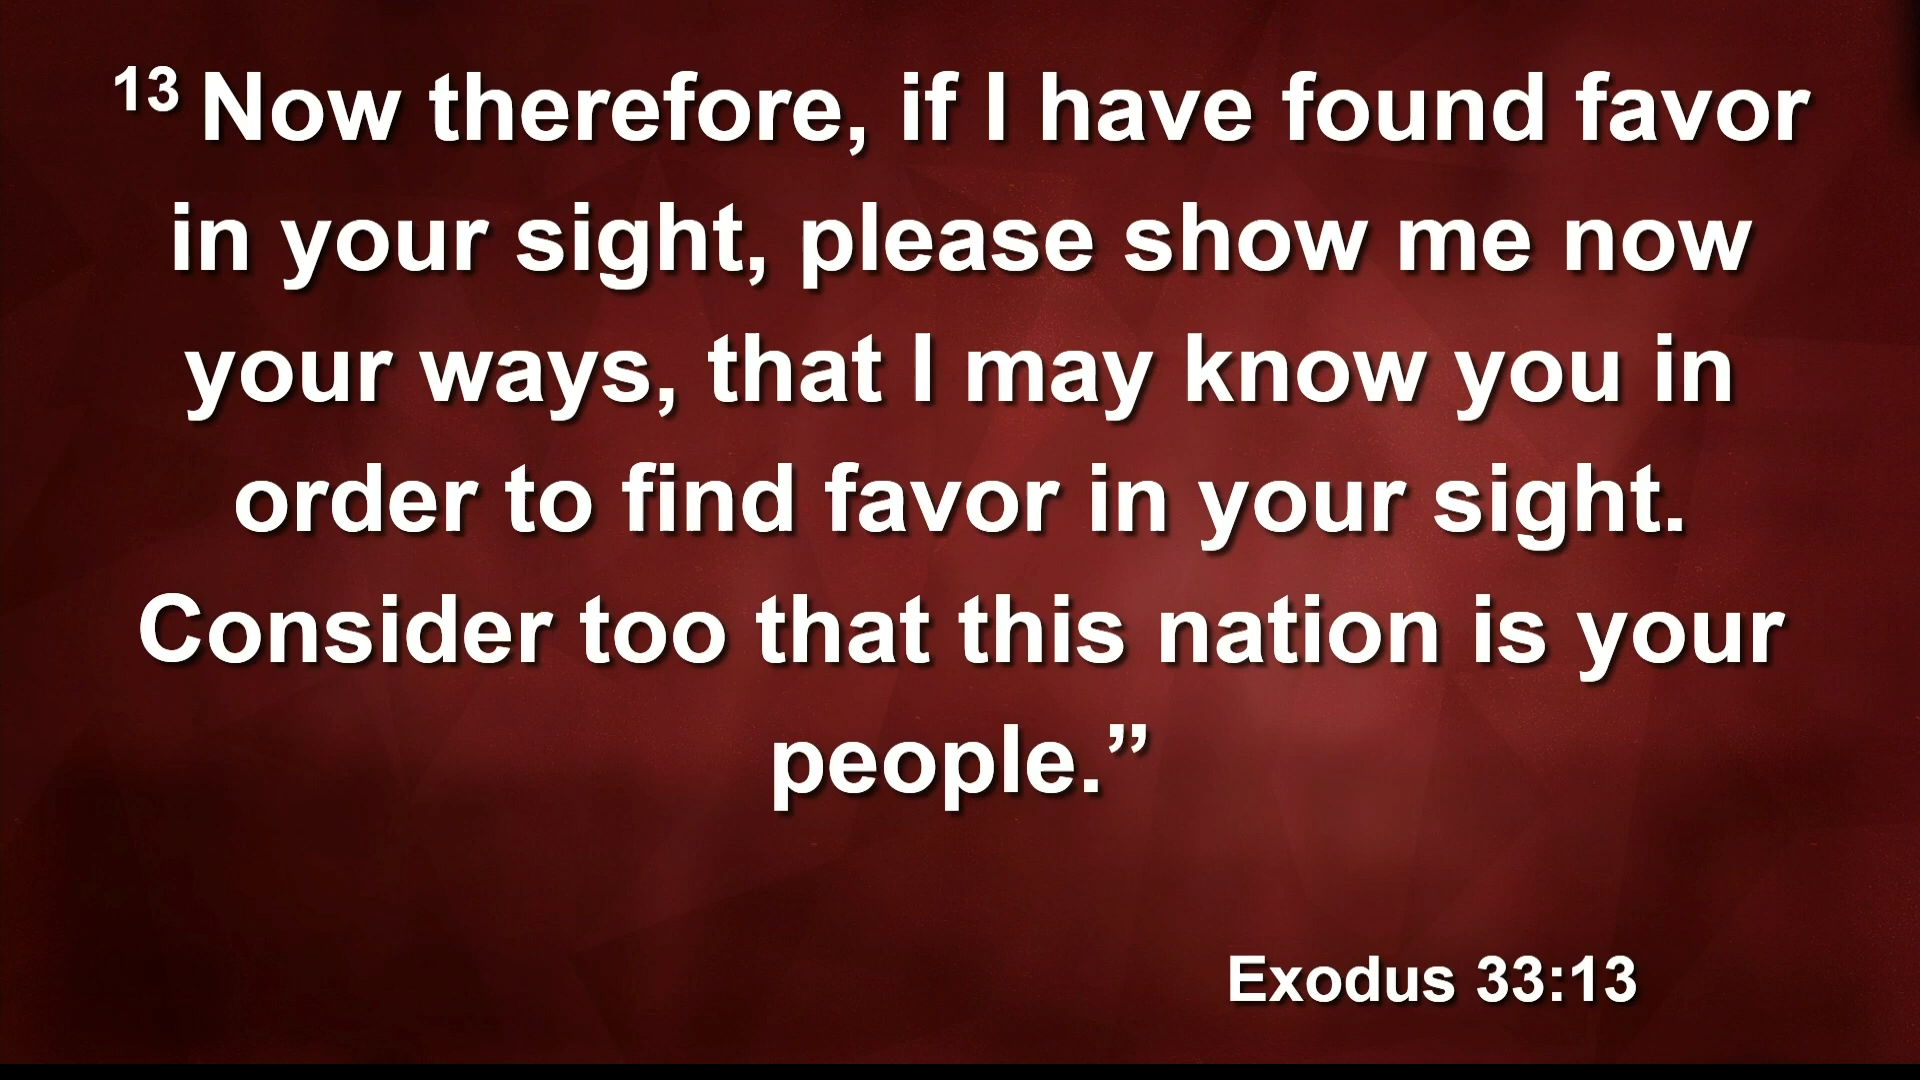 13 Now therefore, if I have found favor
in your sight, please show me now
your ways, that I may know you in
order to find favor in your sight.
Consider too that this nation is your
people.”
Exodus 33:13